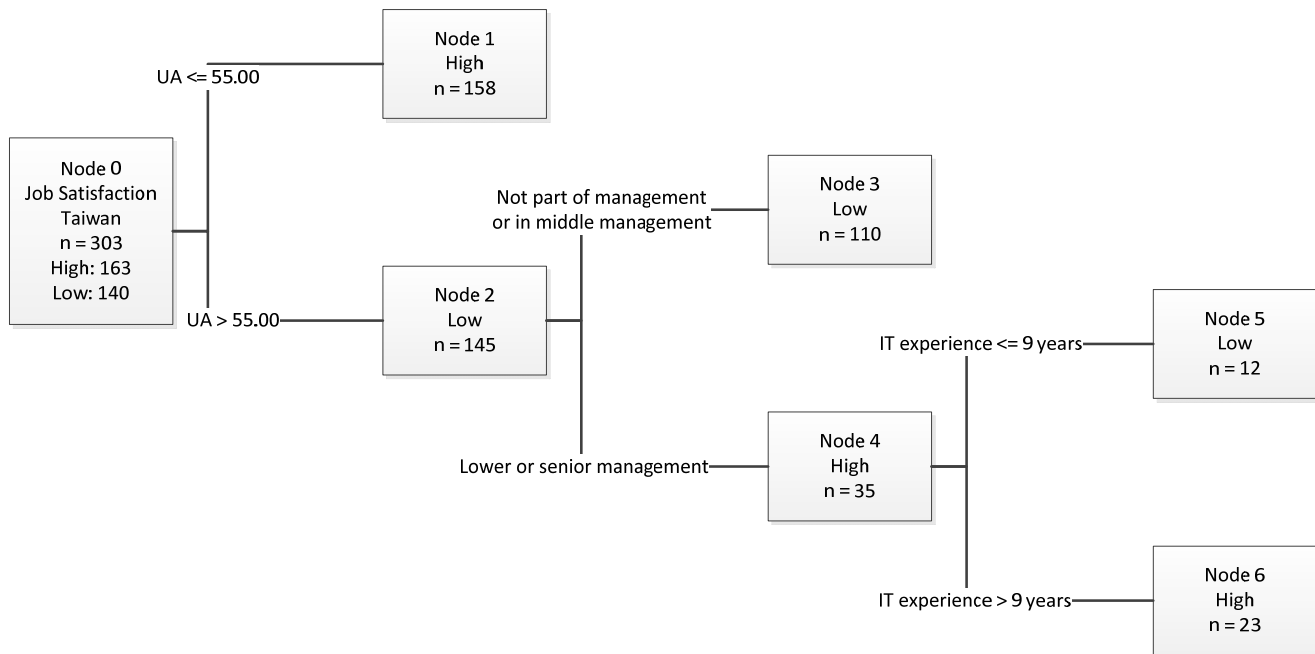 Node 1
High
n = 158
UA <= 55.00
Node 0
Job Satisfaction
Taiwan
n = 303
High: 163
Low: 140
UA > 55.00
Node 2
Low
n = 145
Not part of management
or in middle management
Node 3
Low
n = 110
Lower or senior management
Node 4
High
n = 35
IT experience <= 9 years
Node 5
Low
n = 12
IT experience > 9 years
Node 6
High
n = 23